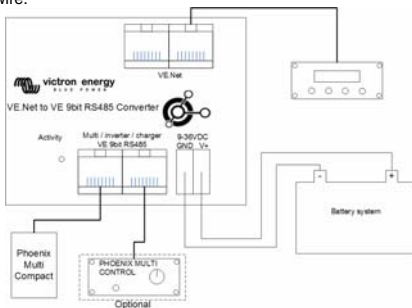 wire.
VE.Net
victron energy
BLUE POWER
VE.Net to VE 9bit RS485 Converter
Activity
Multi / inverter / charger
VE 9bit RS485
9-36VDC
GND V+
- +
Battery system
Phoenix
Multi
Compact
PHOENIX MULTI
CONTROL
Optional